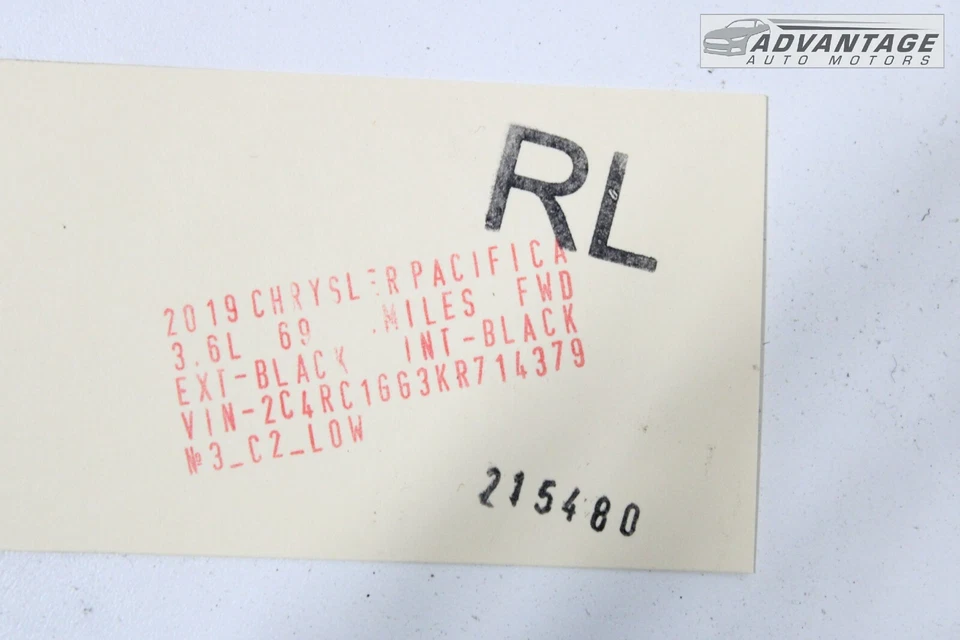 ADVANTAGE
AUTO MOTORS
RL
2019 CHRYSLER PACIFICA
3.6L 69 .MILES FWD
EXT-BLACK INT-BLACK
VIN-2C4RC1GG3KR714379
№3_C2_LOW
215480